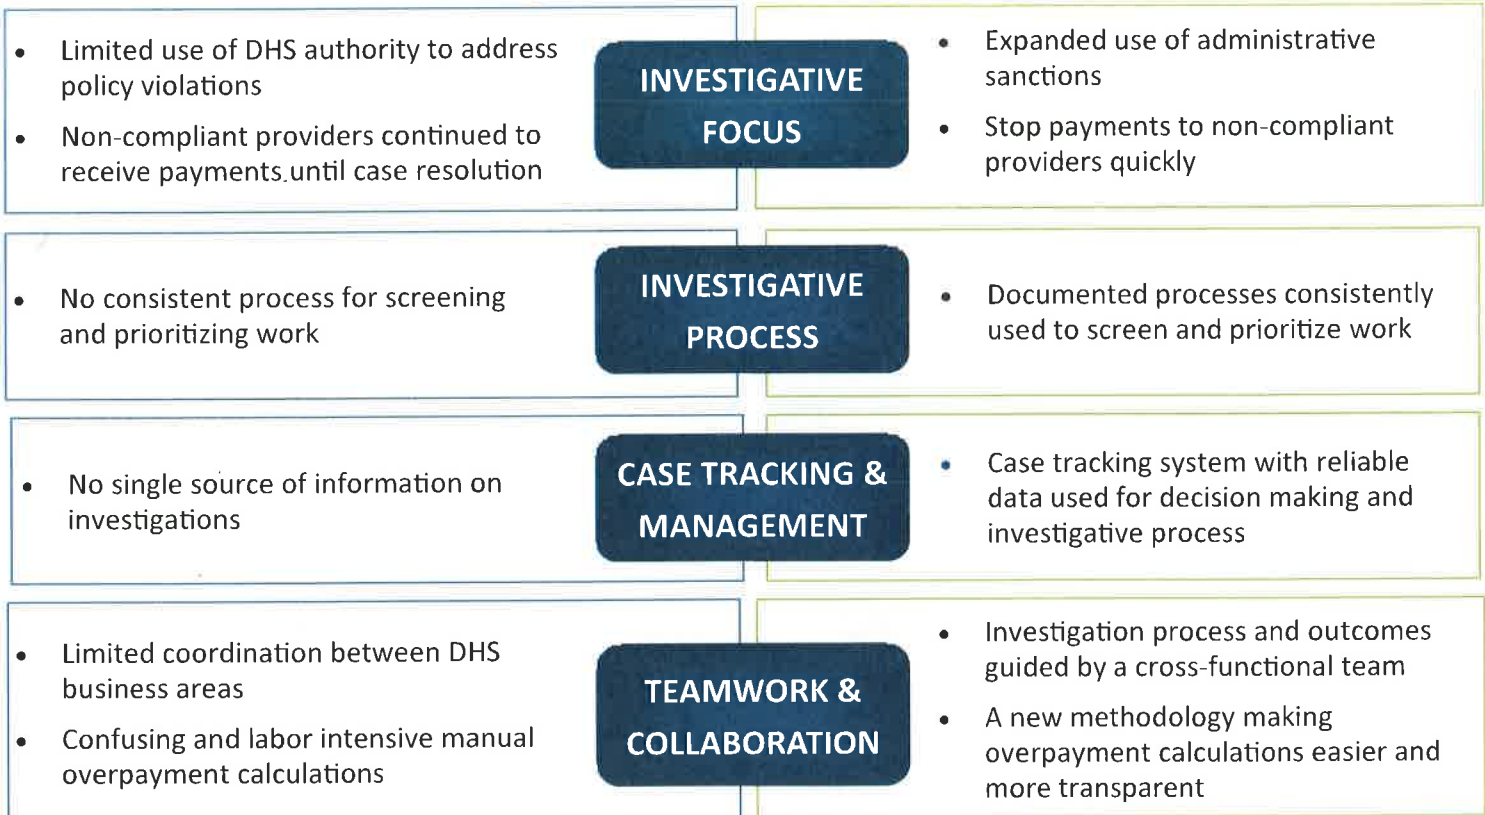 • Limited use of DHS authority to address
policy violations
• Non-compliant providers continued to
receive payments.until case resolution
INVESTIGATIVE
FOCUS
• Expanded use of administrative
sanctions
• Stop payments to non-compliant
providers quickly
• No consistent process for screening
and prioritizing work
INVESTIGATIVE
PROCESS
• Documented processes consistently
used to screen and prioritize work
• No single source of information on
investigations
CASE TRACKING &
MANAGEMENT
• Case tracking system with reliable
data used for decision making and
investigative process
• Limited coordination between DHS
business areas
• Confusing and labor intensive manual
overpayment calculations
TEAMWORK &
COLLABORATION
• Investigation process and outcomes
guided by a cross-functional team
• A new methodology making
overpayment calculations easier and
more transparent